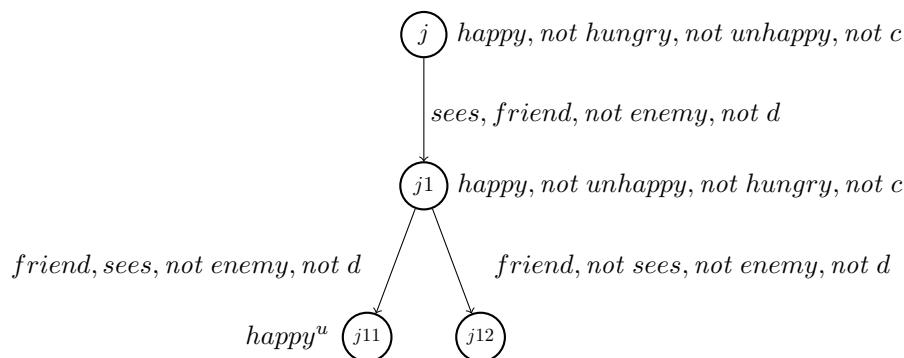 j happy, not hungry, not unhappy, not c
sees, friend, not enemy, not d
j1 happy, not unhappy, not hungry, not c
friend, sees, not enemy, not d friend, not sees, not enemy, not d
happy^u j11 j12